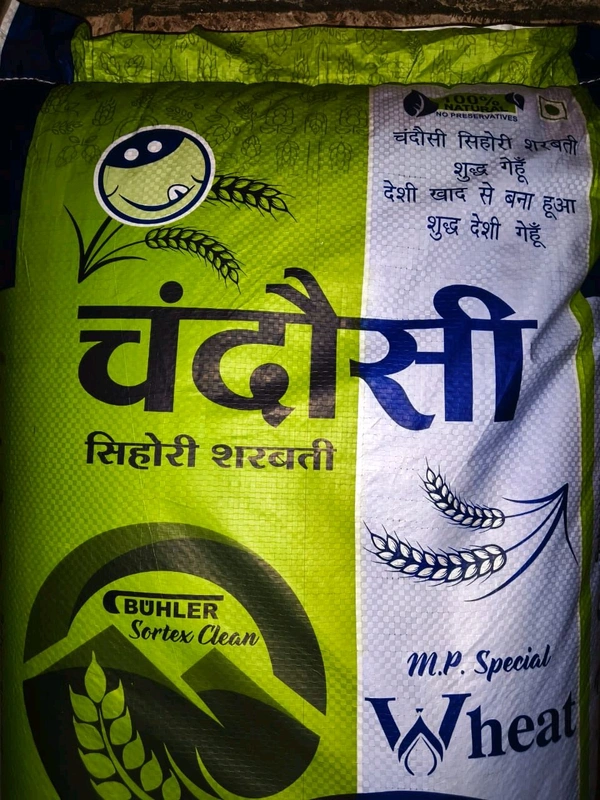 100%
NATURAL
NO PRESERVATIVES
चंदौसी सिहोरी शरबती
शुद्ध गेहूँ
देशी खाद से बना हूआ
शुद्ध देशी गेहूँ
चंदौसी
सिहोरी शरबती
BÜHLER
Sortex Clean
M.P. Special
Wheat